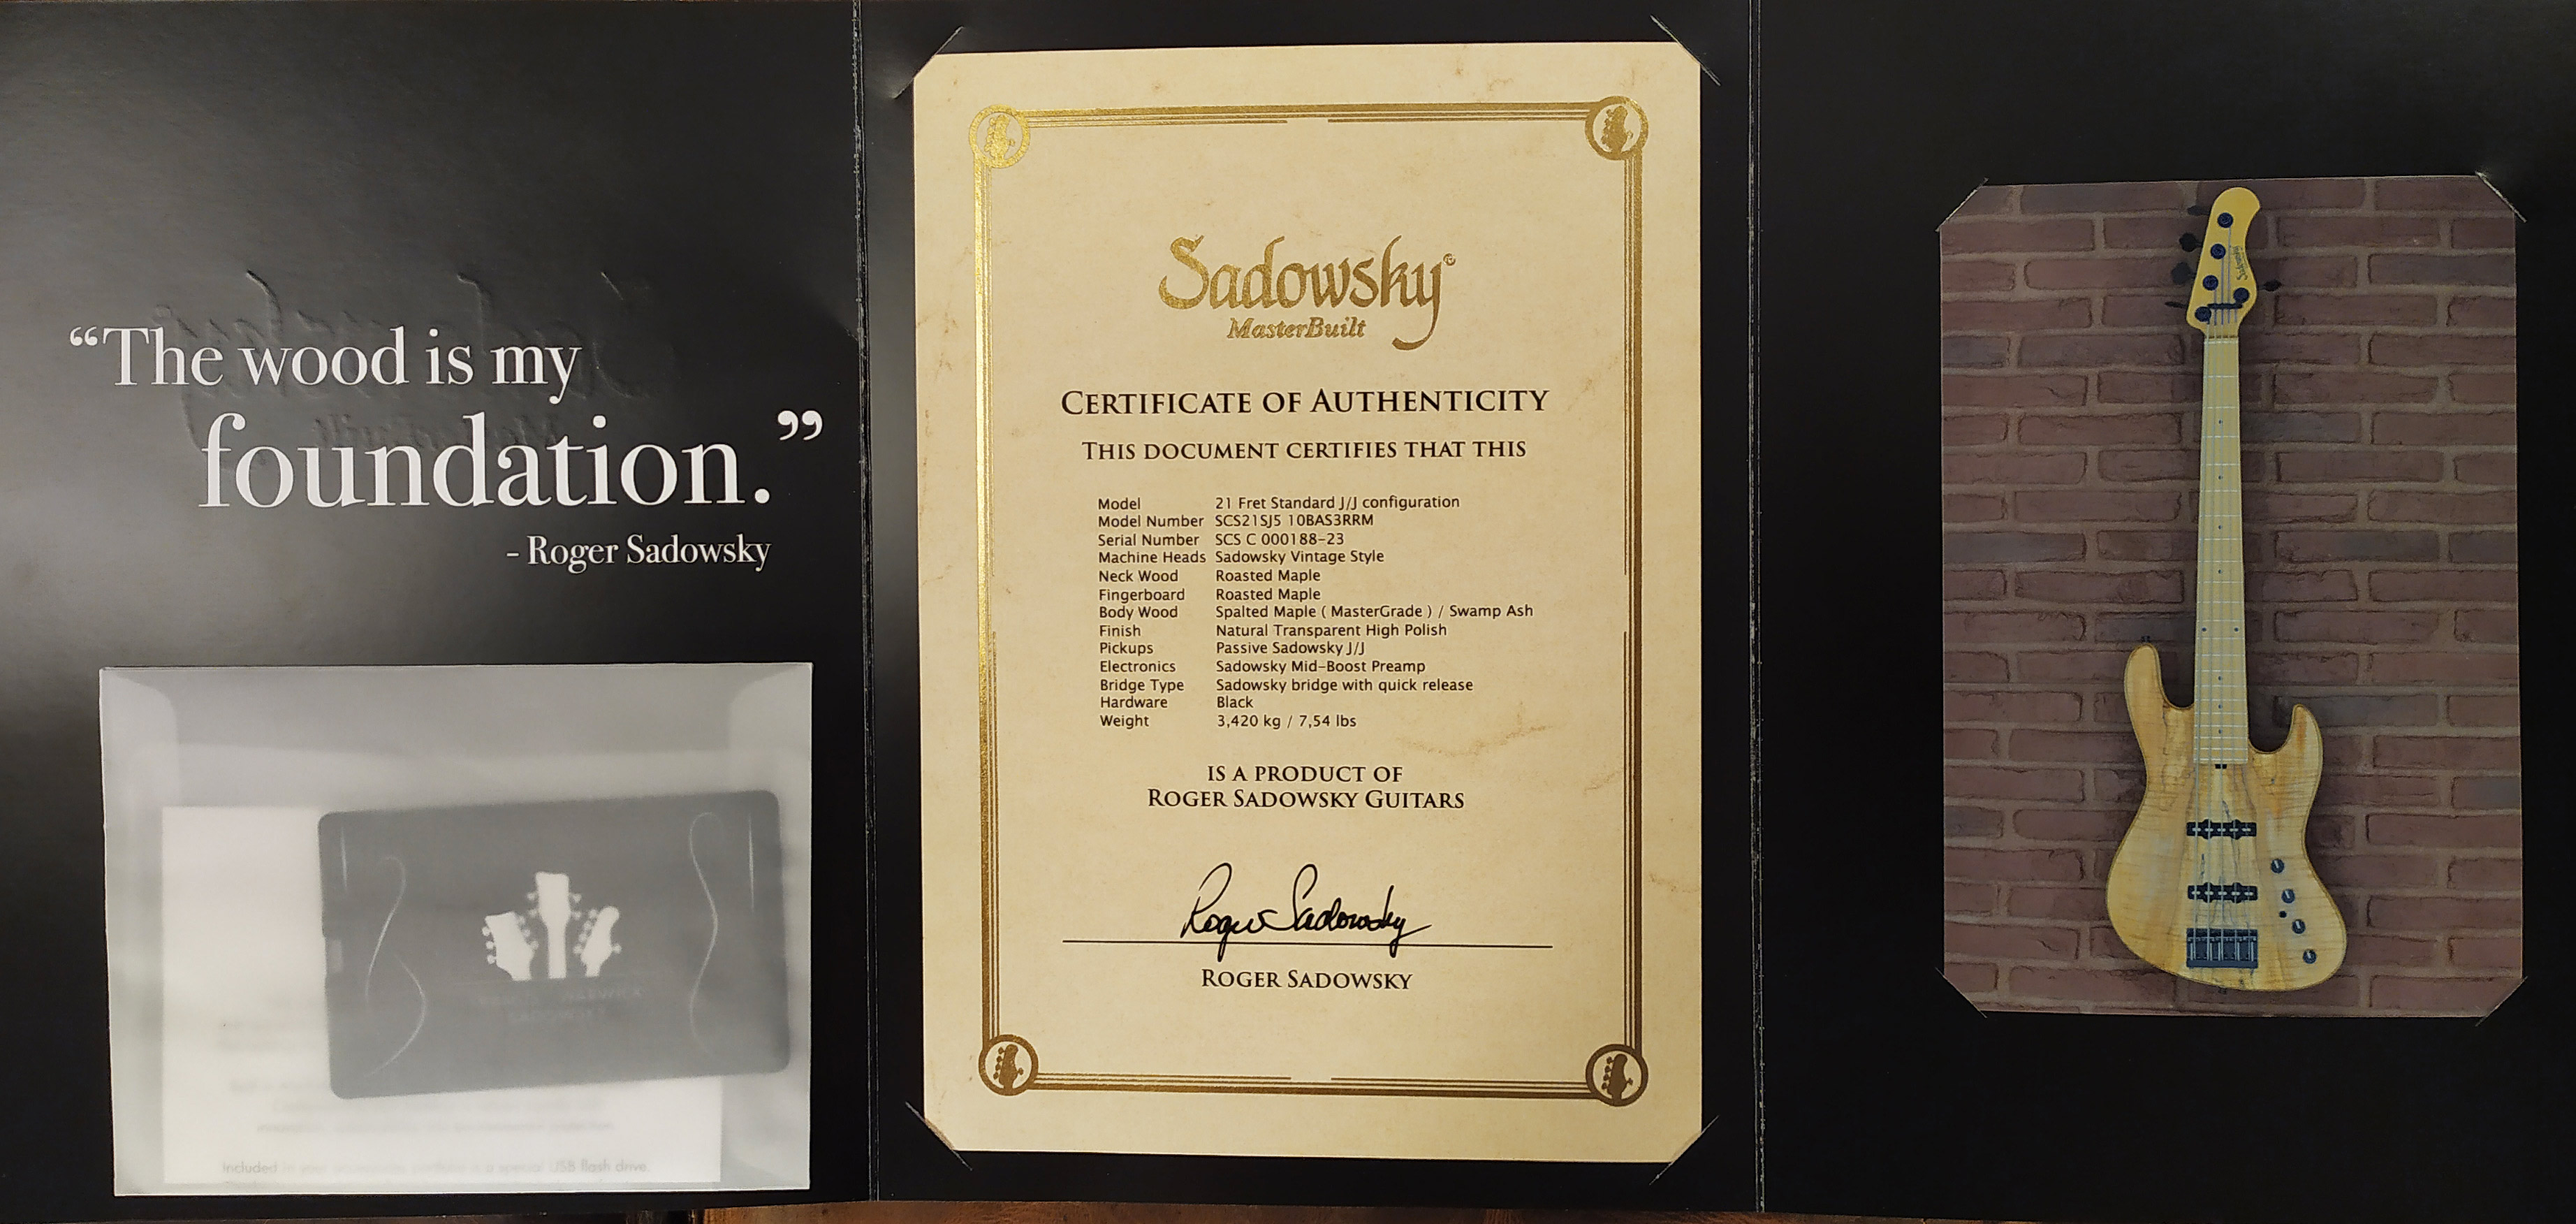 “The wood is my
foundation.”
- Roger Sadowsky
Included in your accessories portfolio is a special USB flash drive.
Sadowsky®
MasterBuilt
CERTIFICATE OF AUTHENTICITY
THIS DOCUMENT CERTIFIES THAT THIS
Model 21 Fret Standard J/J configuration
Model Number SCS21SJ5 10BAS3RRM
Serial Number SCS C 000188-23
Machine Heads Sadowsky Vintage Style
Neck Wood Roasted Maple
Fingerboard Roasted Maple
Body Wood Spalted Maple ( MasterGrade ) / Swamp Ash
Finish Natural Transparent High Polish
Pickups Passive Sadowsky J/J
Electronics Sadowsky Mid-Boost Preamp
Bridge Type Sadowsky bridge with quick release
Hardware Black
Weight 3,420 kg / 7,54 lbs
IS A PRODUCT OF
ROGER SADOWSKY GUITARS
Roger Sadowsky
ROGER SADOWSKY
Sadowsky